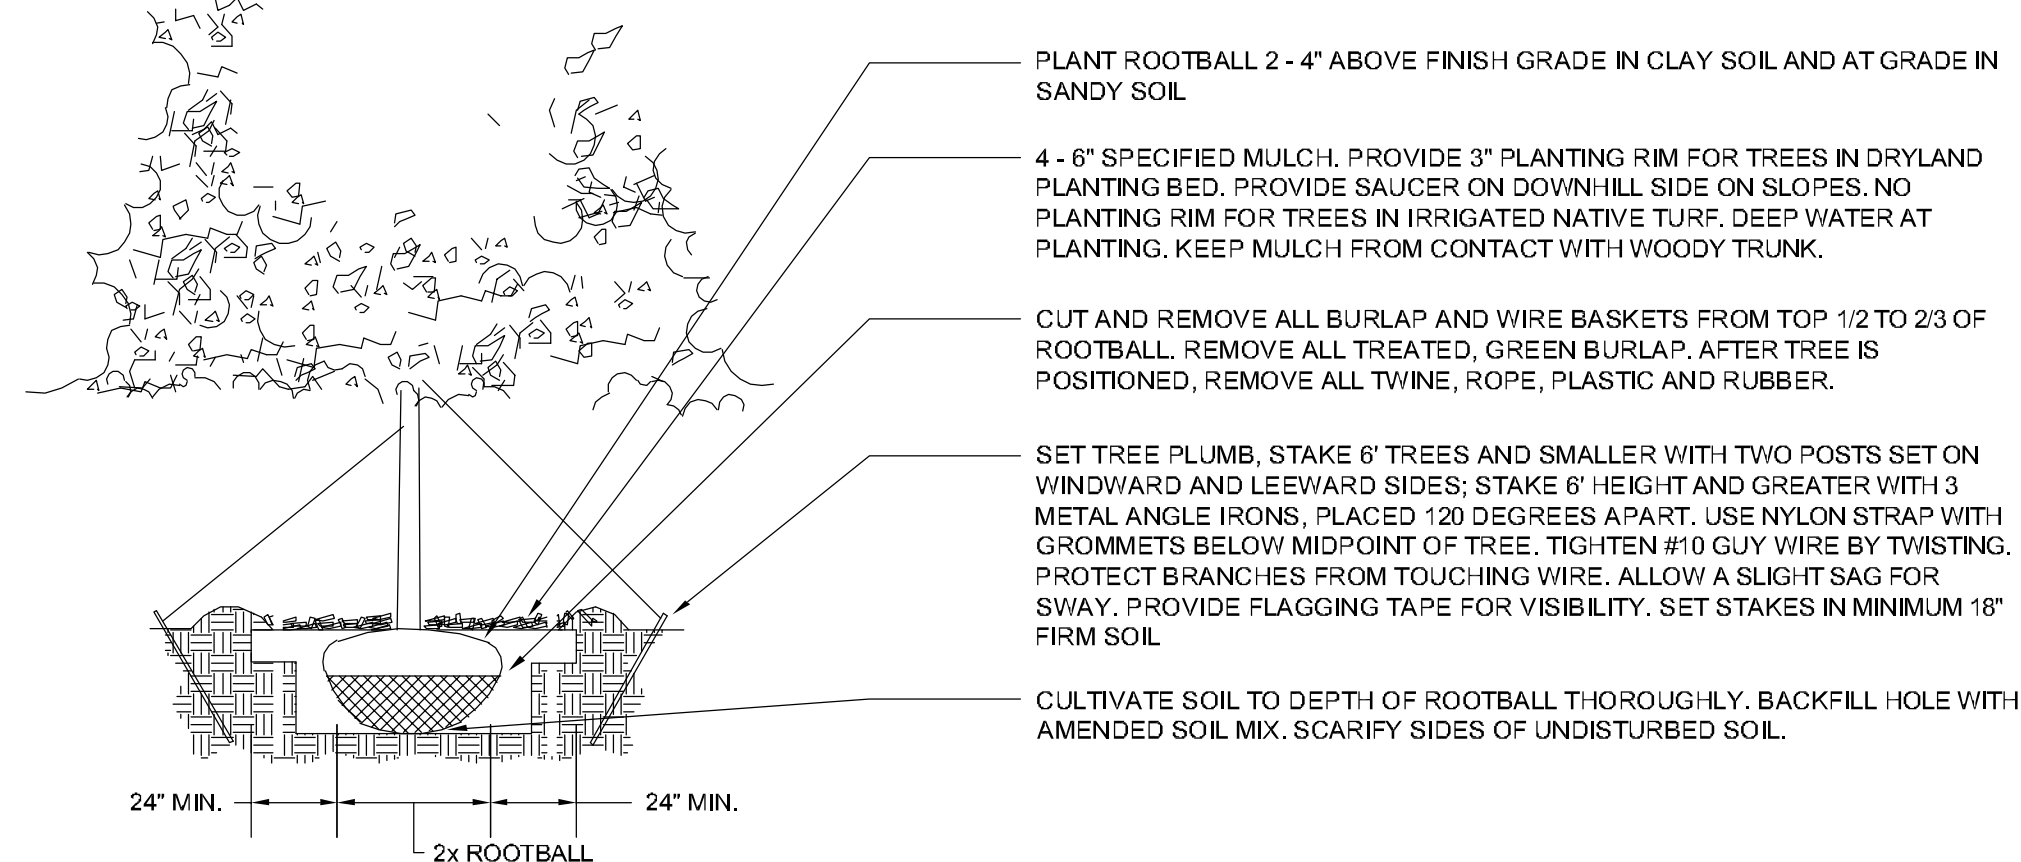 PLANT ROOTBALL 2 - 4" ABOVE FINISH GRADE IN CLAY SOIL AND AT GRADE IN
SANDY SOIL
4 - 6" SPECIFIED MULCH. PROVIDE 3" PLANTING RIM FOR TREES IN DRYLAND
PLANTING BED. PROVIDE SAUCER ON DOWNHILL SIDE ON SLOPES. NO
PLANTING RIM FOR TREES IN IRRIGATED NATIVE TURF. DEEP WATER AT
PLANTING. KEEP MULCH FROM CONTACT WITH WOODY TRUNK.
CUT AND REMOVE ALL BURLAP AND WIRE BASKETS FROM TOP 1/2 TO 2/3 OF
ROOTBALL. REMOVE ALL TREATED, GREEN BURLAP. AFTER TREE IS
POSITIONED, REMOVE ALL TWINE, ROPE, PLASTIC AND RUBBER.
SET TREE PLUMB, STAKE 6' TREES AND SMALLER WITH TWO POSTS SET ON
WINDWARD AND LEEWARD SIDES; STAKE 6' HEIGHT AND GREATER WITH 3
METAL ANGLE IRONS, PLACED 120 DEGREES APART. USE NYLON STRAP WITH
GROMMETS BELOW MIDPOINT OF TREE. TIGHTEN #10 GUY WIRE BY TWISTING.
PROTECT BRANCHES FROM TOUCHING WIRE. ALLOW A SLIGHT SAG FOR
SWAY. PROVIDE FLAGGING TAPE FOR VISIBILITY. SET STAKES IN MINIMUM 18"
FIRM SOIL
CULTIVATE SOIL TO DEPTH OF ROOTBALL THOROUGHLY. BACKFILL HOLE WITH
AMENDED SOIL MIX. SCARIFY SIDES OF UNDISTURBED SOIL.
24" MIN.
24" MIN.
2x ROOTBALL